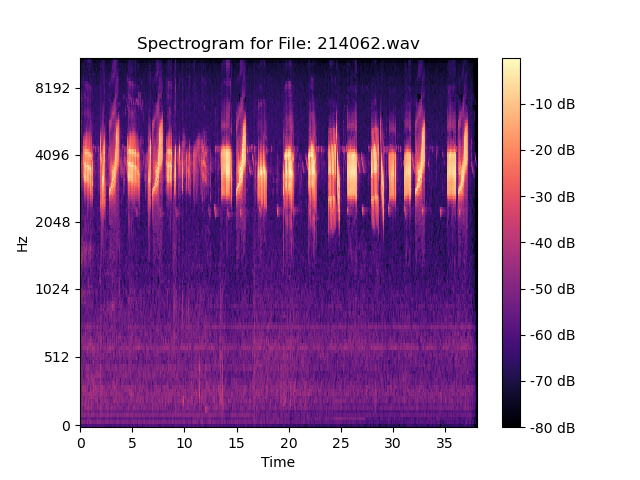 Spectrogram for File: 214062.wav
8192
4096
2048
1024
512
0
Hz
0 5 10 15 20 25 30 35
Time
-10 dB
-20 dB
-30 dB
-40 dB
-50 dB
-60 dB
-70 dB
-80 dB